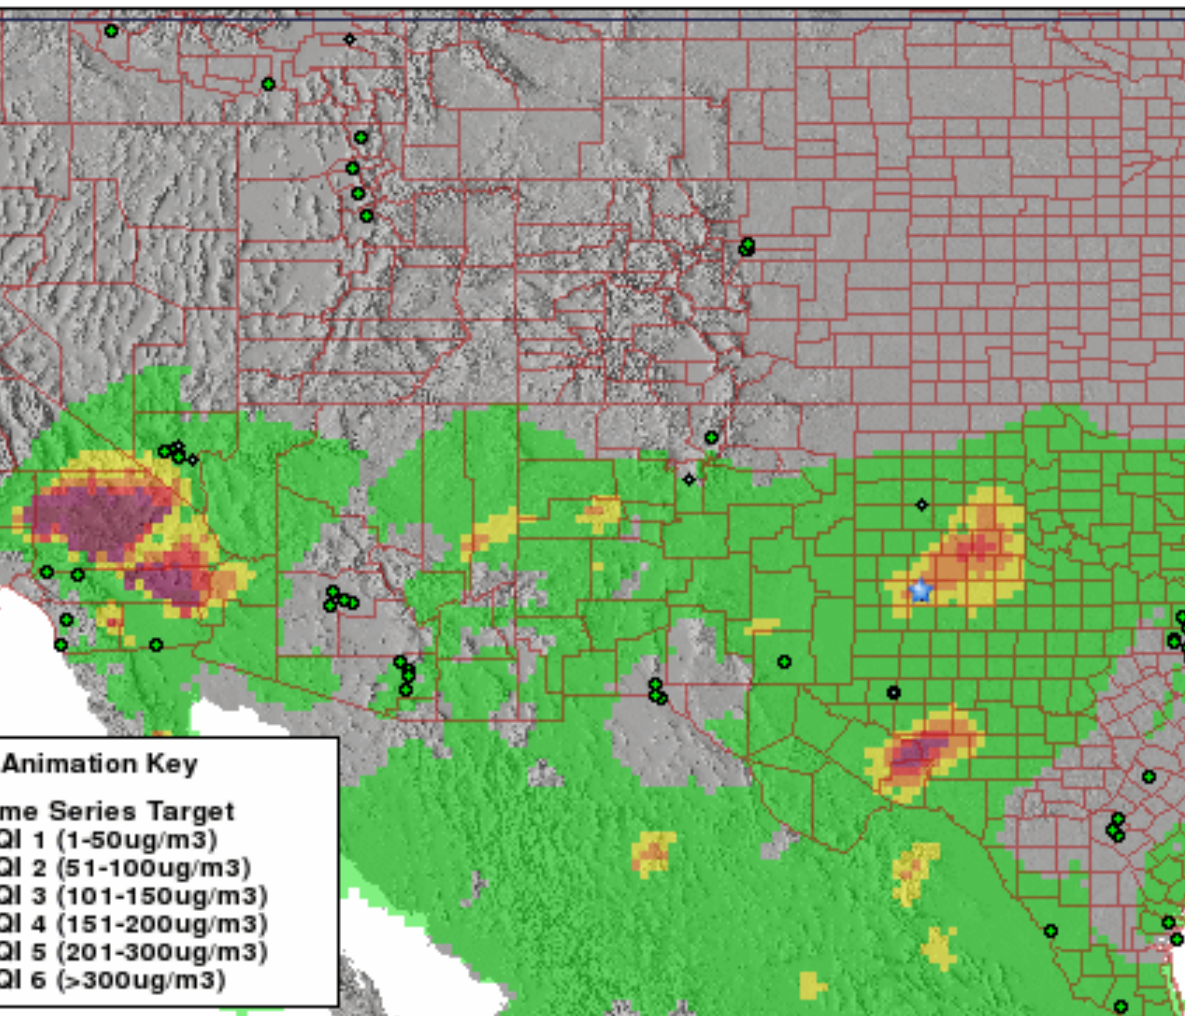 Animation Key
me Series Target
QI 1 (1-50ug/m3)
QI 2 (51-100ug/m3)
QI 3 (101-150ug/m3)
QI 4 (151-200ug/m3)
QI 5 (201-300ug/m3)
QI 6 (>300ug/m3)